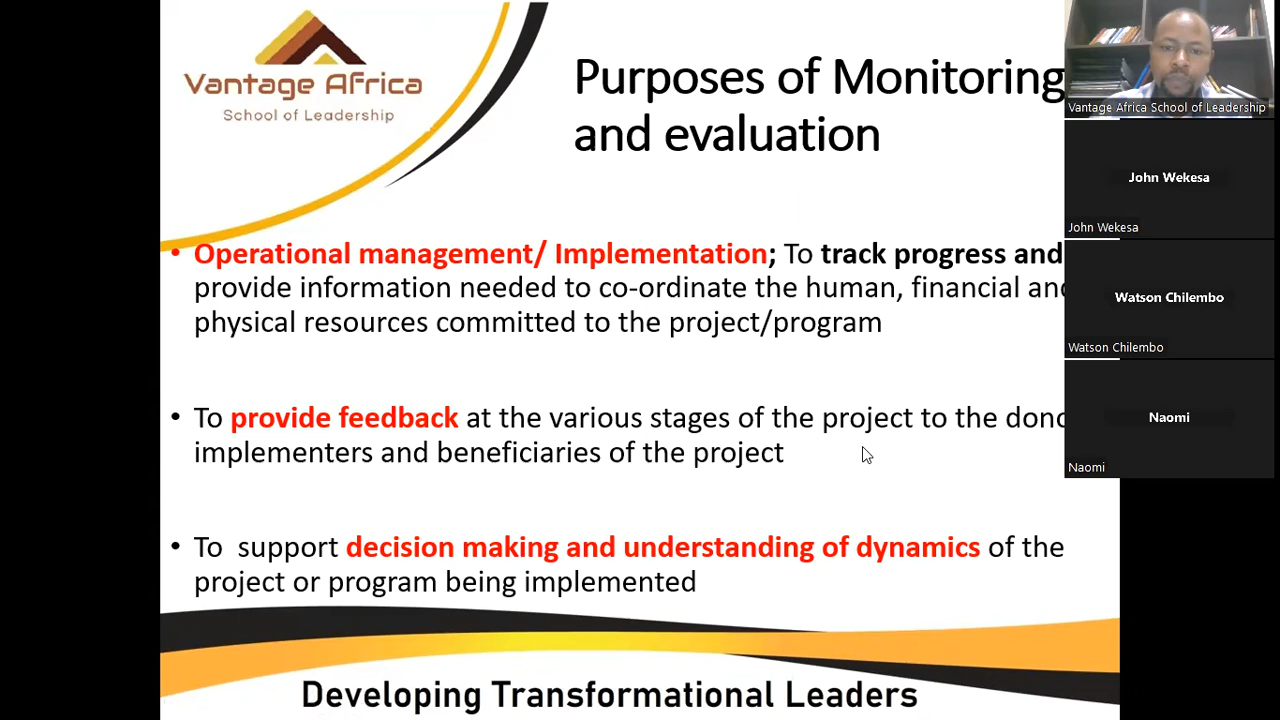 Vantage Africa
School of Leadership
Purposes of Monitoring
and evaluation
• Operational management/ Implementation; To track progress and
provide information needed to co-ordinate the human, financial and
physical resources committed to the project/program
• To provide feedback at the various stages of the project to the
implementers and beneficiaries of the project
• To support decision making and understanding of dynamics of the
project or program being implemented
Developing Transformational Leaders
Vantage Africa School of Leadership
John Wekesa
John Wekesa
Watson Chilembo
Watson Chilembo
Naomi
Naomi